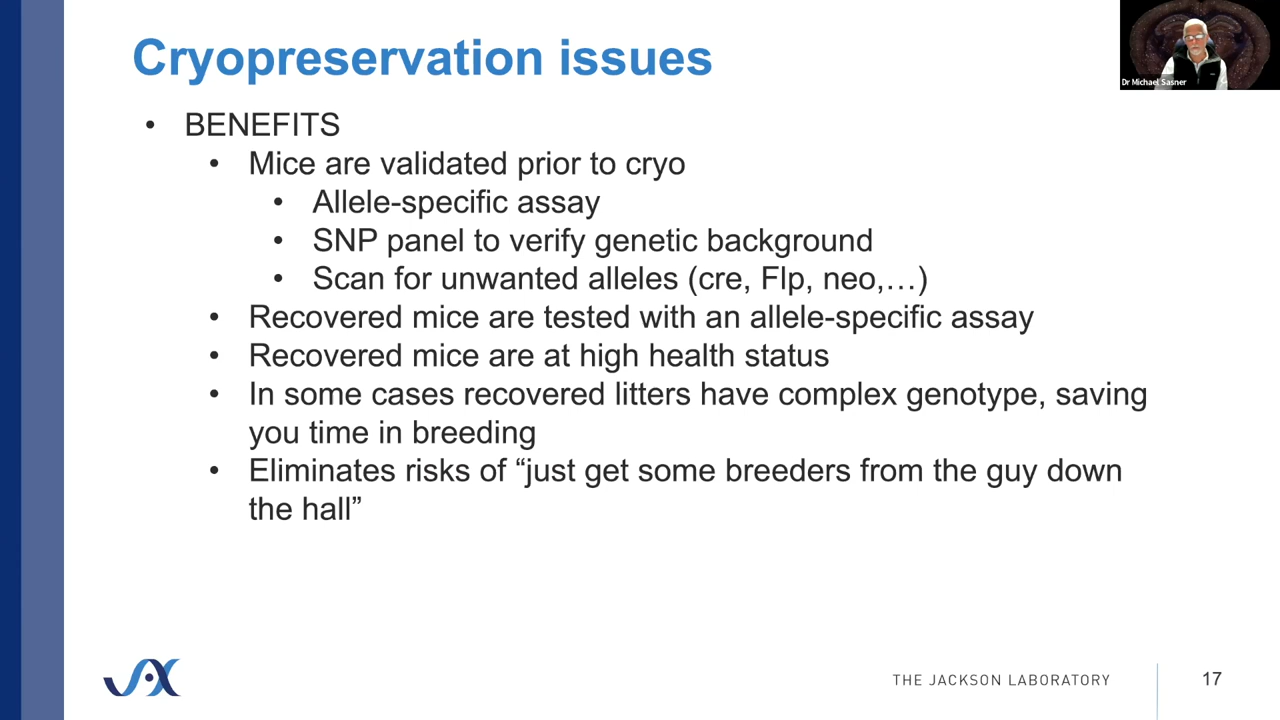 Cryopreservation issues
Dr Michael Sasner
• BENEFITS
• Mice are validated prior to cryo
• Allele-specific assay
• SNP panel to verify genetic background
• Scan for unwanted alleles (cre, Flp, neo,…)
• Recovered mice are tested with an allele-specific assay
• Recovered mice are at high health status
• In some cases recovered litters have complex genotype, saving
you time in breeding
• Eliminates risks of “just get some breeders from the guy down
the hall”
JAX
THE JACKSON LABORATORY
17